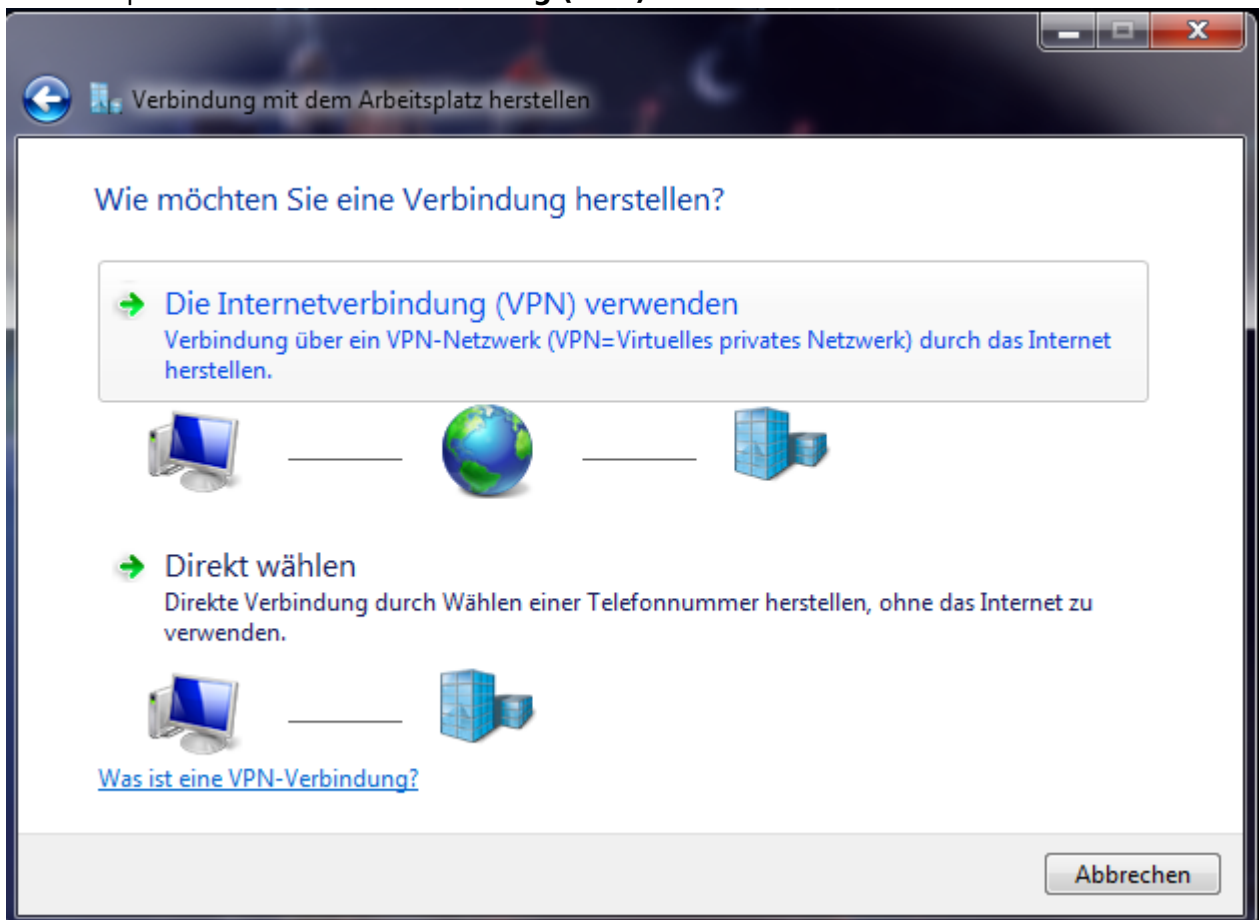 Verbindung mit dem Arbeitsplatz herstellen
Wie möchten Sie eine Verbindung herstellen?
Die Internetverbindung (VPN) verwenden
Verbindung über ein VPN-Netzwerk (VPN=Virtuelles privates Netzwerk) durch das Internet
herstellen.
Direkt wählen
Direkte Verbindung durch Wählen einer Telefonnummer herstellen, ohne das Internet zu
verwenden.
Was ist eine VPN-Verbindung?
Abbrechen